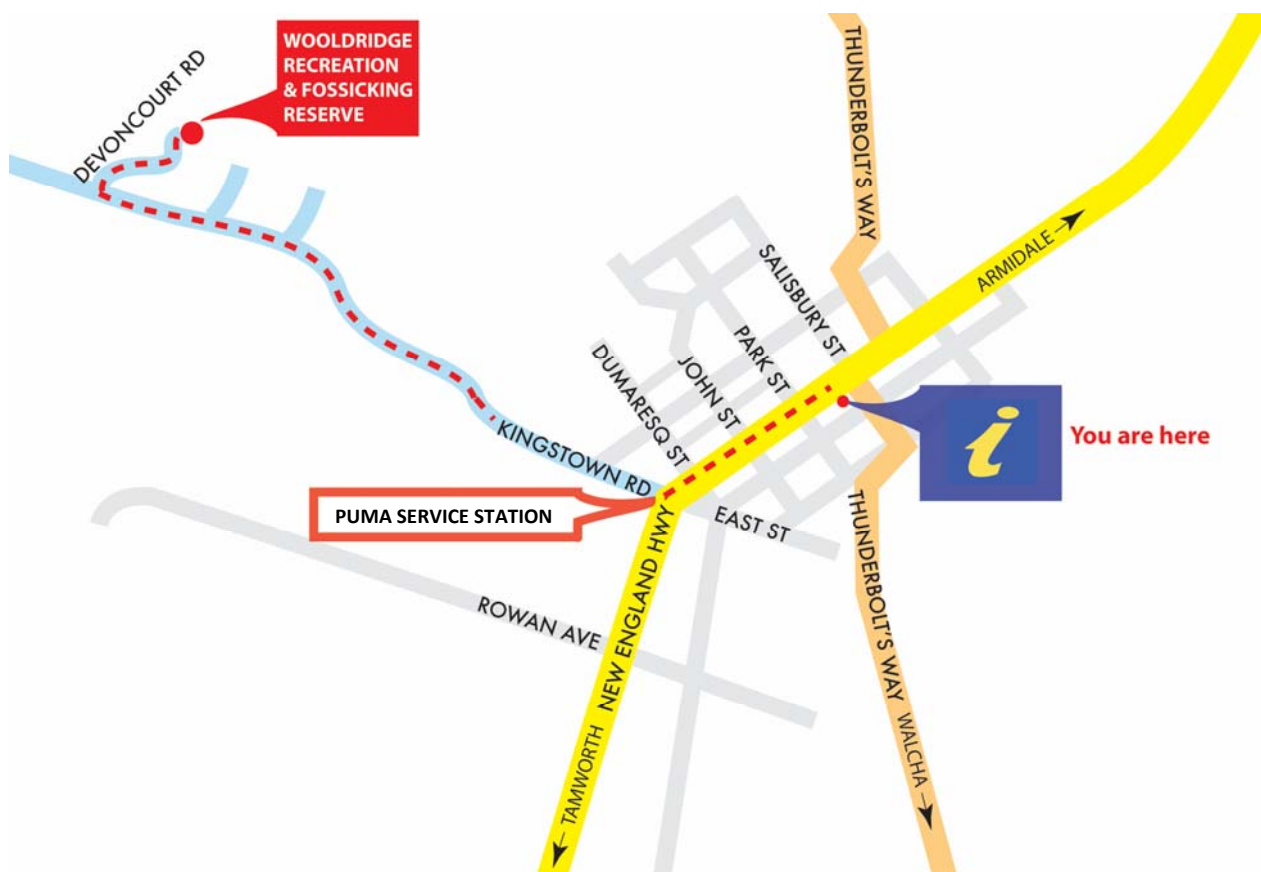 WOOLDRIDGE
RECREATION
& FOSSICKING
RESERVE
DEVONCOURT RD
THUNDERBOLT'S WAY
ARMIDALE
SALISBURY ST
PARK ST
JOHN ST
DUMARESQ ST
i
You are here
KINGSTOWN RD
PUMA SERVICE STATION
EAST ST
ROWAN AVE
NEW ENGLAND HWY
TAMWORTH
THUNDERBOLT'S WAY
WALCHA